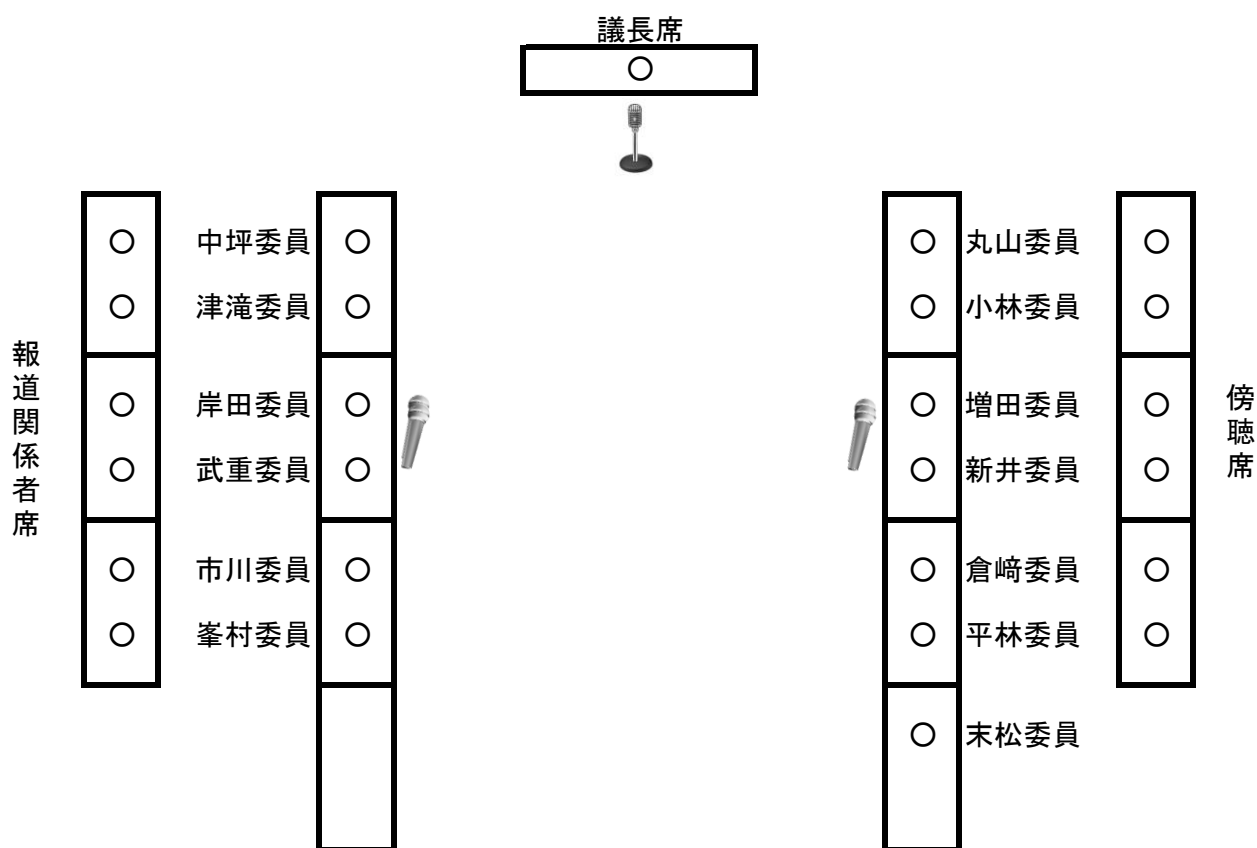 議長席
中坪委員
津滝委員
岸田委員
武重委員
市川委員
峯村委員
丸山委員
小林委員
増田委員
新井委員
倉﨑委員
平林委員
末松委員
報道関係者席
傍聴席